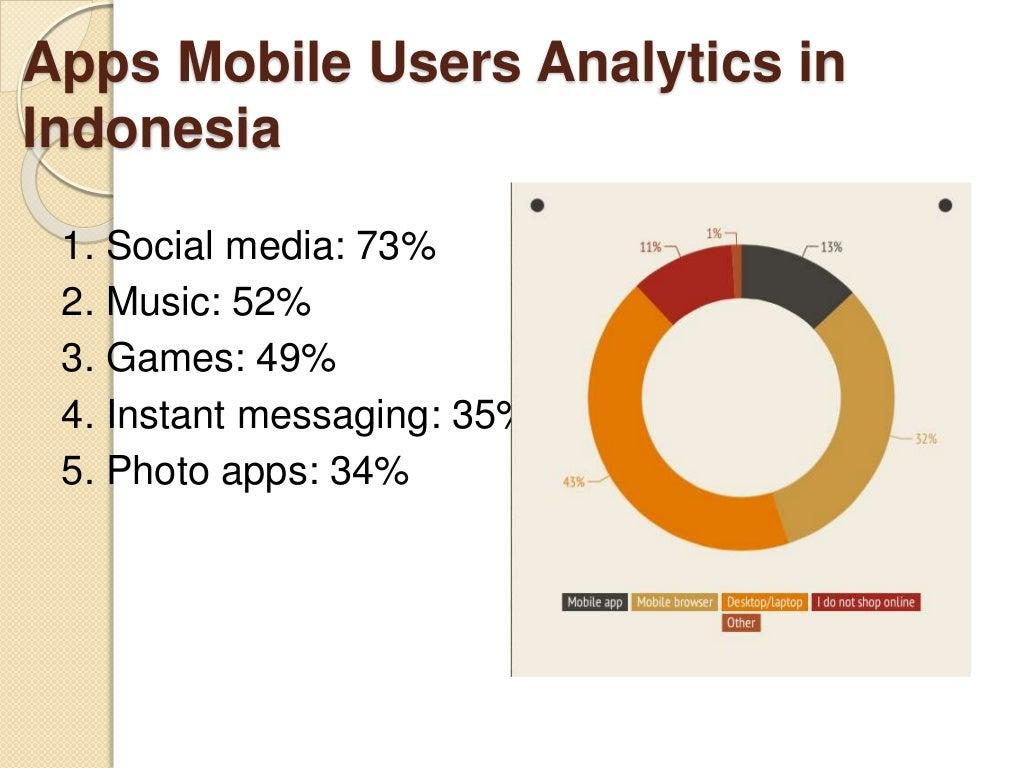 Apps Mobile Users Analytics in
Indonesia
1. Social media: 73%
2. Music: 52%
3. Games: 49%
4. Instant messaging: 35%
5. Photo apps: 34%
1%
11%
13%
32%
43%
Mobile app Mobile browser Desktop/laptop I do not shop online
Other